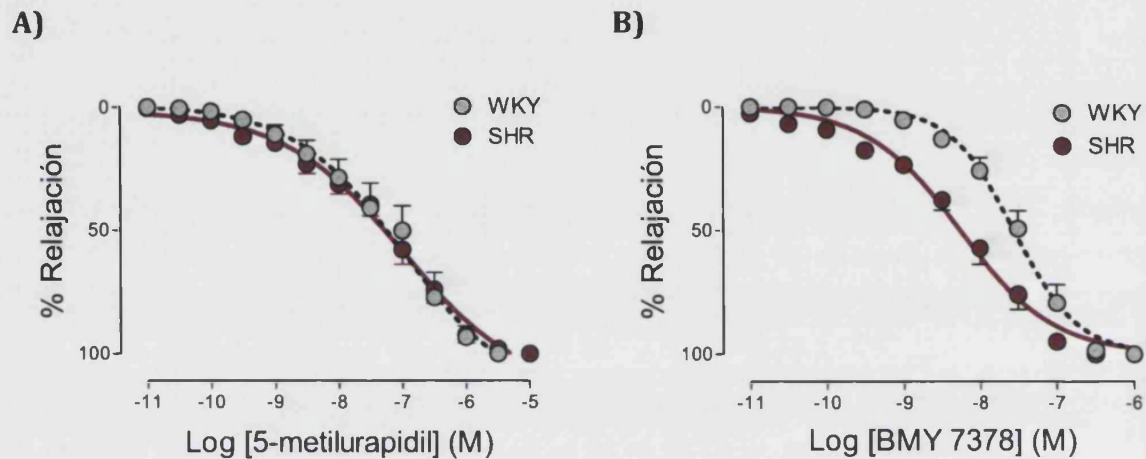 A)
WKY
SHR
0
50
100
% Relajación
-11 -10 -9 -8 -7 -6 -5
Log [5-metilurapidil] (M)
B)
WKY
SHR
0
50
100
% Relajación
-11 -10 -9 -8 -7 -6
Log [BMY 7378] (M)